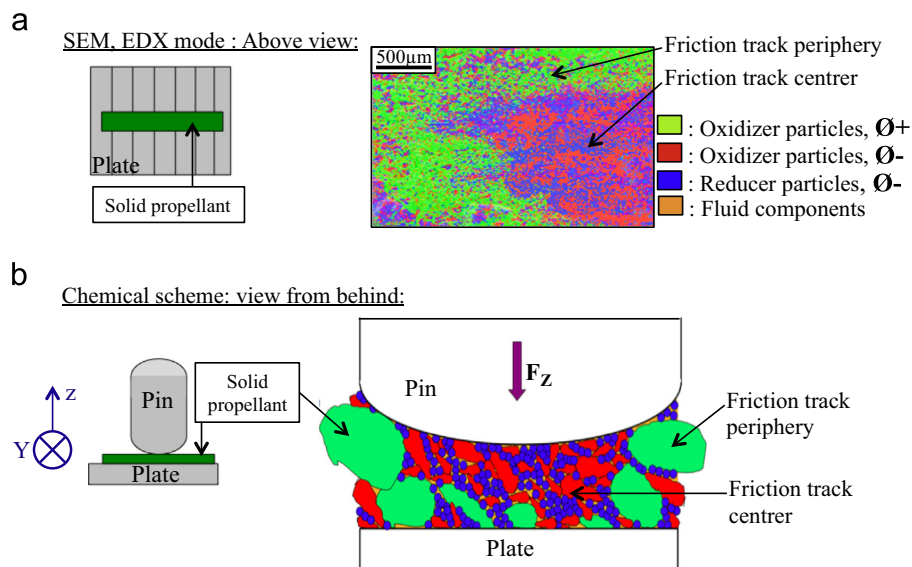 a
SEM, EDX mode : Above view:
Plate
Solid propellant
500µm
Friction track periphery
Friction track centrer
: Oxidizer particles, Ø+
: Oxidizer particles, Ø-
: Reducer particles, Ø-
: Fluid components
b
Chemical scheme: view from behind:
z
Y
Pin
Plate
Solid
propellant
Pin
F_Z
Friction track
periphery
Friction track
centrer
Plate